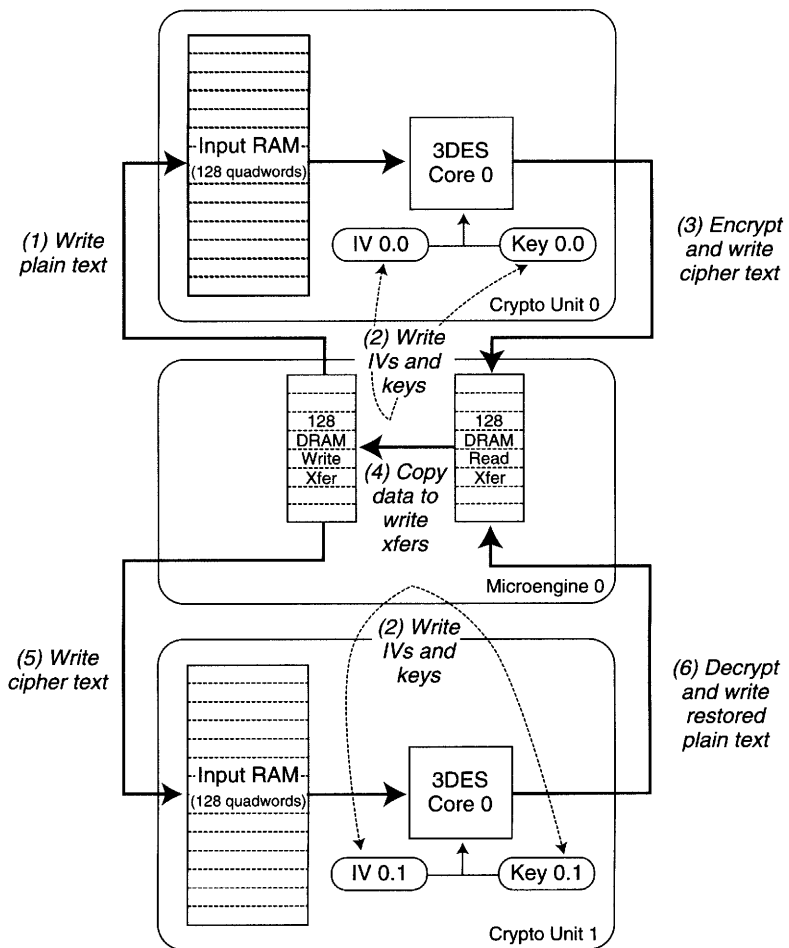 Input RAM
(128 quadwords)
3DES
Core 0
IV 0.0
Key 0.0
Crypto Unit 0
(1) Write
plain text
(3) Encrypt
and write
cipher text
(2) Write
IVs and
keys
128
DRAM
Write
Xfer
128
DRAM
Read
Xfer
(4) Copy
data to
write
xfers
Microengine 0
(5) Write
cipher text
(2) Write
IVs and
keys
(6) Decrypt
and write
restored
plain text
Input RAM
(128 quadwords)
3DES
Core 0
IV 0.1
Key 0.1
Crypto Unit 1